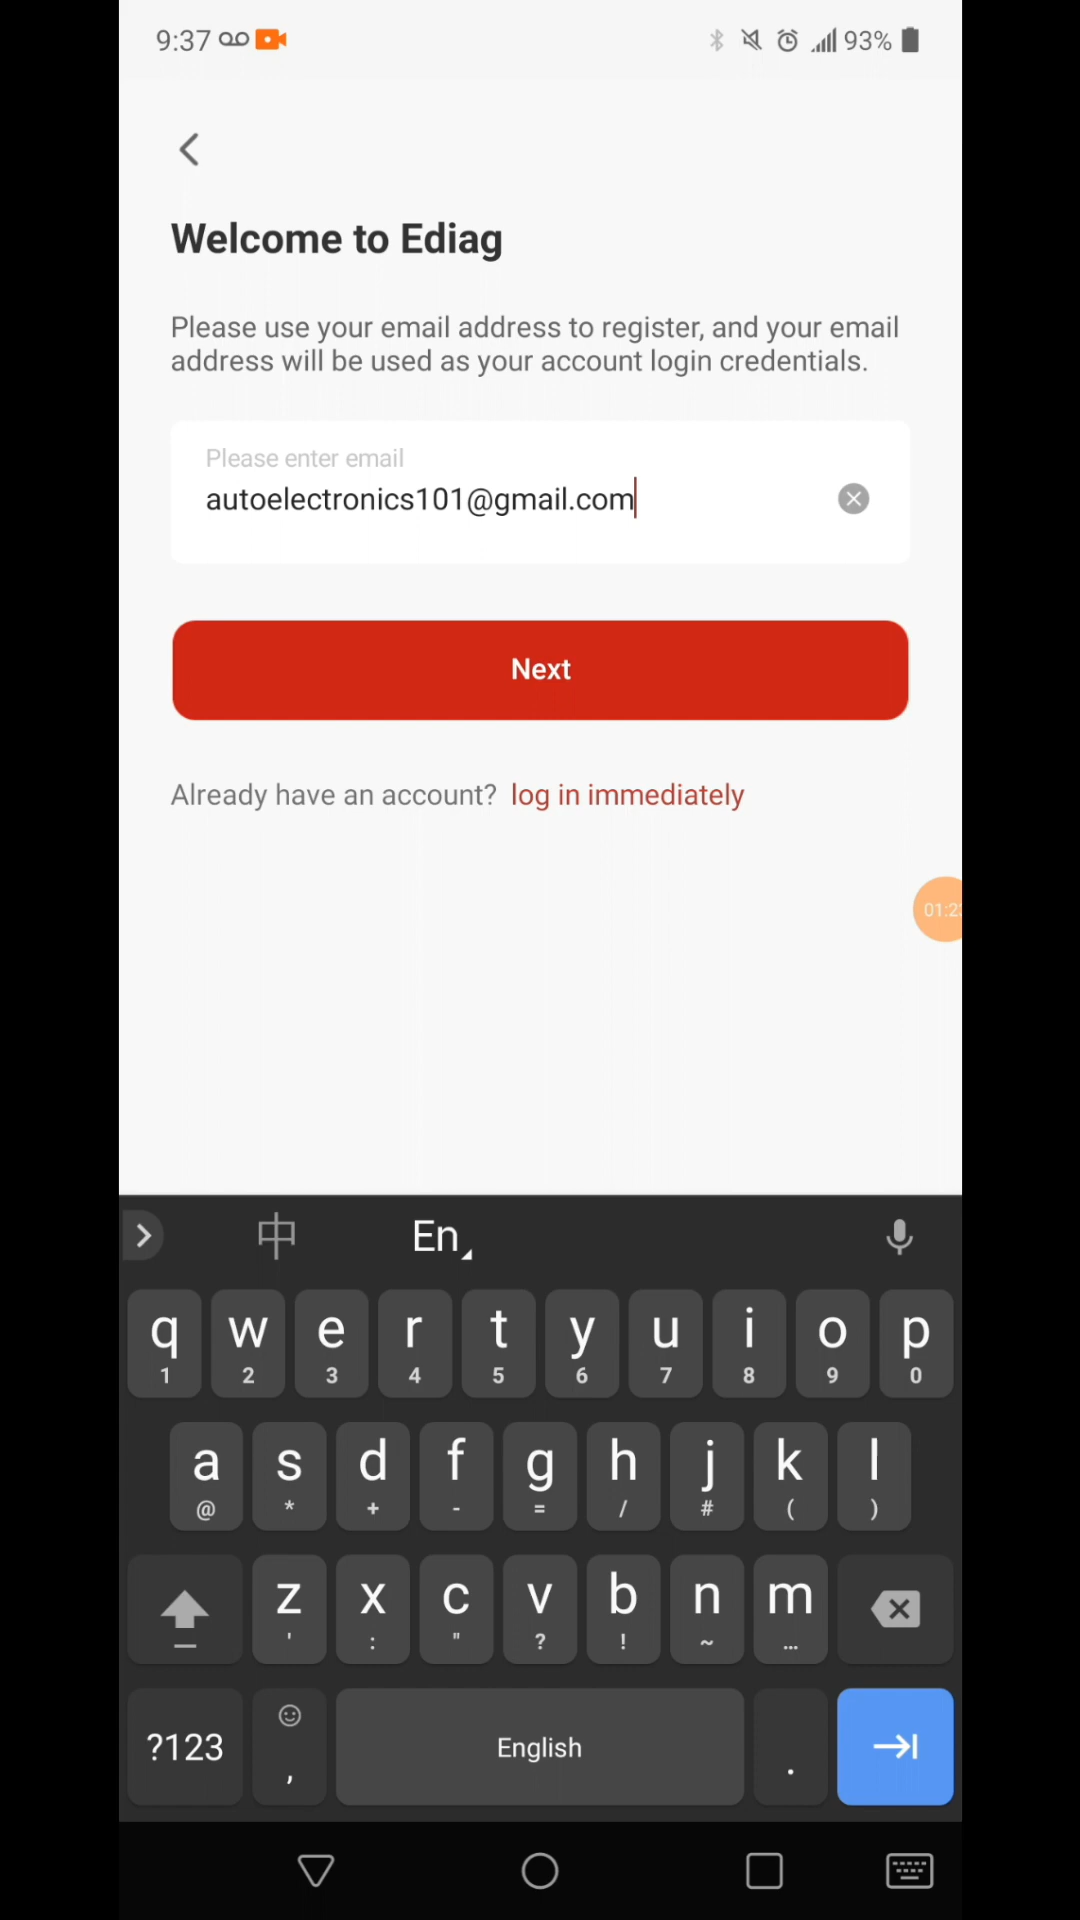 9:37 93%
Welcome to Ediag
Please use your email address to register, and your email
address will be used as your account login credentials.
Please enter email
autoelectronics101@gmail.com
Next
Already have an account? log in immediately
中 En
q w e r t y u i o p
1 2 3 4 5 6 7 8 9 0
a s d f g h j k l
@ * + - = / # ( )
z x c v b n m
' : " ? ! ~ …
?123 , English .